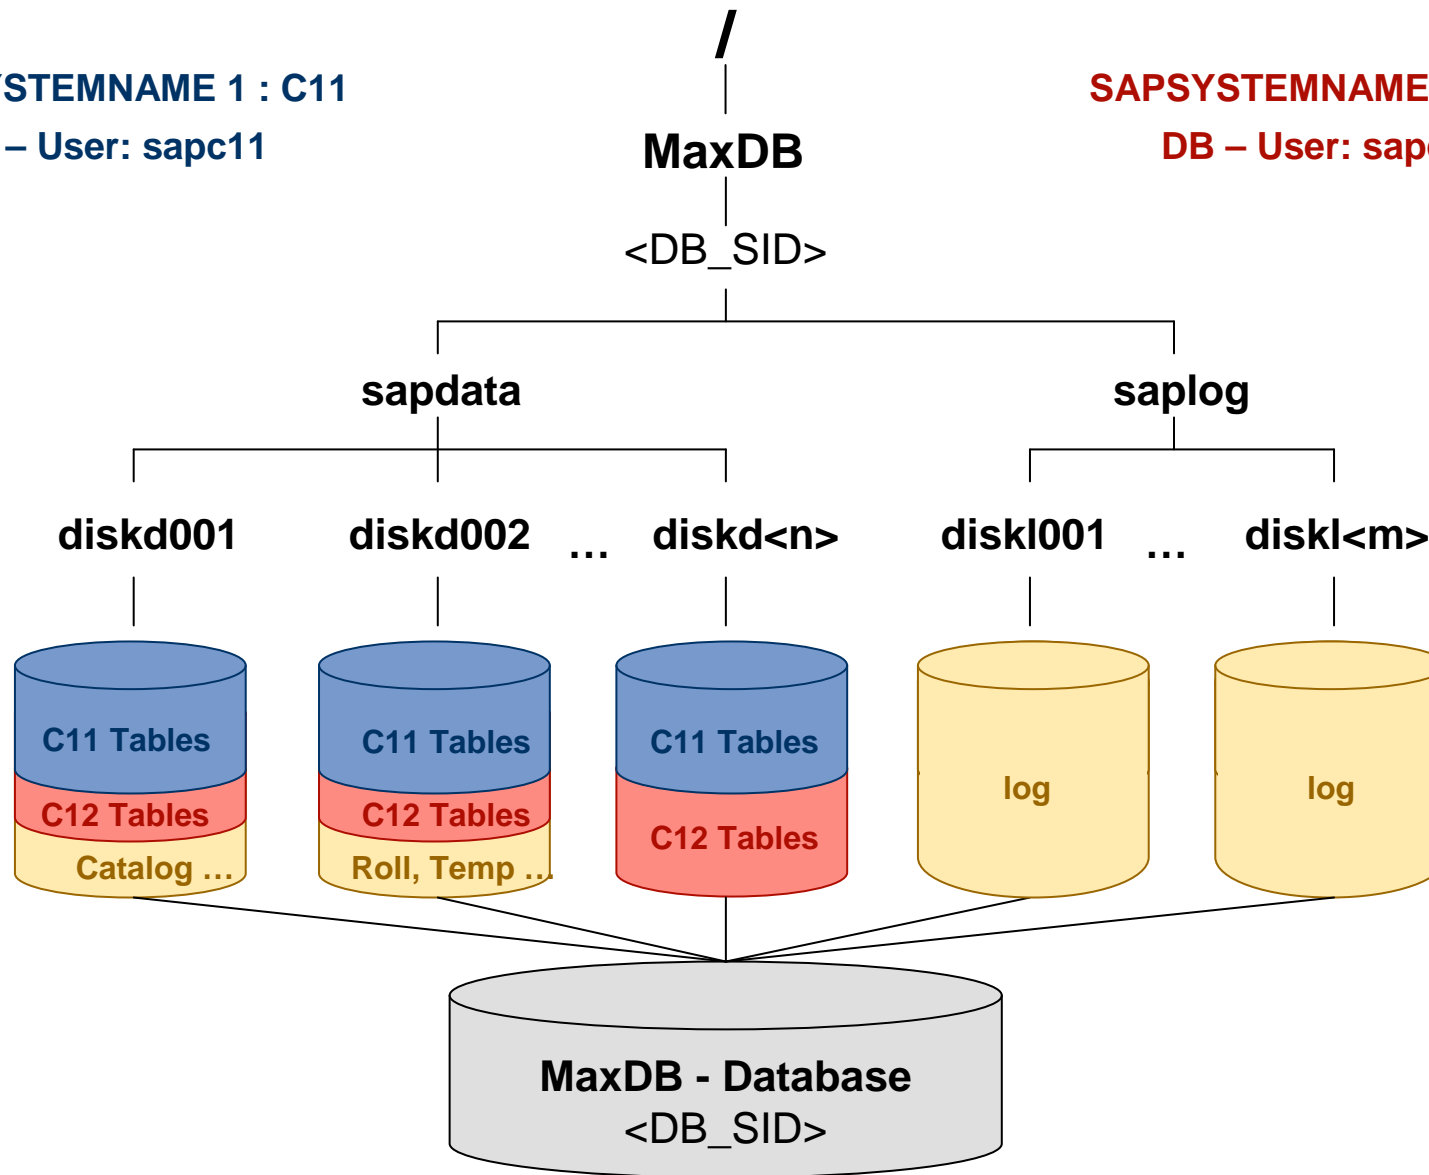 /
YSTEMNAME 1 : C11
SAPSYSTEMNAME
– User: sapc11
DB – User: sap
MaxDB
<DB_SID>
sapdata
saplog
diskd001
diskd002
...
diskd<n>
diskl001
...
diskl<m>
C11 Tables
C11 Tables
C11 Tables
C12 Tables
C12 Tables
C12 Tables
log
log
Catalog ...
Roll, Temp ...
MaxDB - Database
<DB_SID>